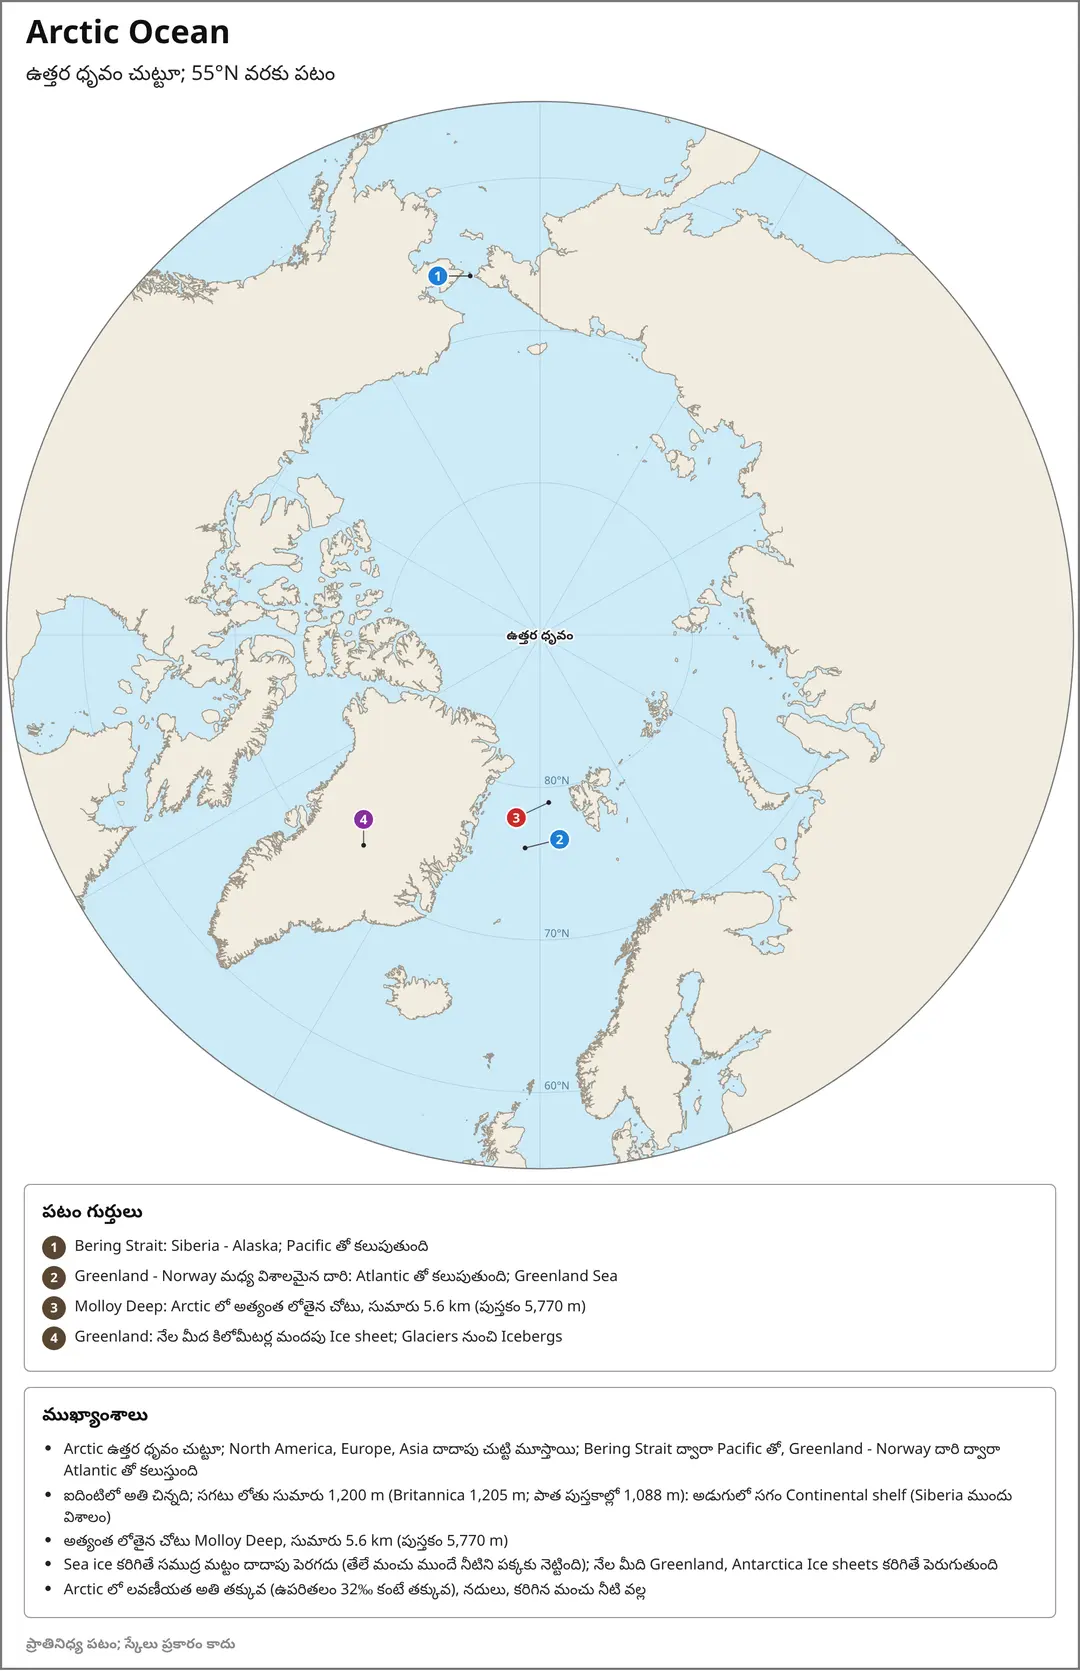 Arctic Ocean
ఉత్తర ధృవం చుట్టూ; 55°N వరకు పటం
1
ఉత్తర ధృవం
80°N
3
4
2
70°N
60°N
పటం గుర్తులు
1 Bering Strait: Siberia - Alaska; Pacific తో కలుపుతుంది
2 Greenland - Norway మధ్య విశాలమైన దారి: Atlantic తో కలుపుతుంది; Greenland Sea
3 Molloy Deep: Arctic లో అత్యంత లోతైన చోటు, సుమారు 5.6 km (పుస్తకం 5,770 m)
4 Greenland: నేల మీద కిలోమీటర్ల మందపు Ice sheet; Glaciers నుంచి Icebergs
ముఖ్యాంశాలు
• Arctic ఉత్తర ధృవం చుట్టూ; North America, Europe, Asia దాదాపు చుట్టి మూస్తాయి; Bering Strait ద్వారా Pacific తో, Greenland - Norway దారి ద్వారా
Atlantic తో కలుస్తుంది
• ఐదింటిలో అతి చిన్నది; సగటు లోతు సుమారు 1,200 m (Britannica 1,205 m; పాత పుస్తకాల్లో 1,088 m): అడుగులో సగం Continental shelf (Siberia ముందు
విశాలం)
• అత్యంత లోతైన చోటు Molloy Deep, సుమారు 5.6 km (పుస్తకం 5,770 m)
• Sea ice కరిగితే సముద్ర మట్టం దాదాపు పెరగదు (తేలే మంచు ముందే నీటిని పక్కకు నెట్టింది); నేల మీది Greenland, Antarctica Ice sheets కరిగితే పెరుగుతుంది
• Arctic లో లవణీయత అతి తక్కువ (ఉపరితలం 32‰ కంటే తక్కువ), నదులు, కరిగిన మంచు నీటి వల్ల
ప్రాతినిధ్య పటం; స్కేలు ప్రకారం కాదు